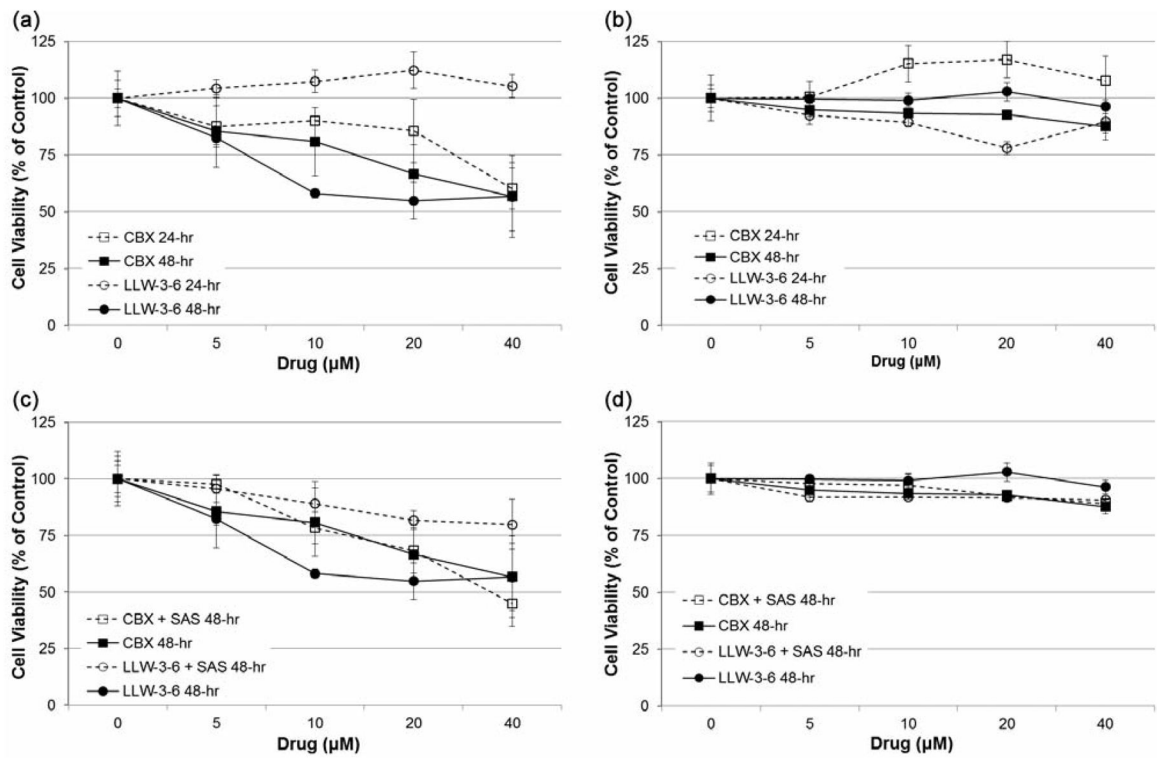 (a)
Cell Viability (% of Control)
125
100
75
50
25
0
CBX 24-hr
CBX 48-hr
LLW-3-6 24-hr
LLW-3-6 48-hr
0 5 10 20 40
Drug (µM)
(b)
Cell Viability (% of Control)
125
100
75
50
25
0
CBX 24-hr
CBX 48-hr
LLW-3-6 24-hr
LLW-3-6 48-hr
0 5 10 20 40
Drug (µM)
(c)
Cell Viability (% of Control)
125
100
75
50
25
0
CBX + SAS 48-hr
CBX 48-hr
LLW-3-6 + SAS 48-hr
LLW-3-6 48-hr
0 5 10 20 40
Drug (µM)
(d)
Cell Viability (% of Control)
125
100
75
50
25
0
CBX + SAS 48-hr
CBX 48-hr
LLW-3-6 + SAS 48-hr
LLW-3-6 48-hr
0 5 10 20 40
Drug (µM)